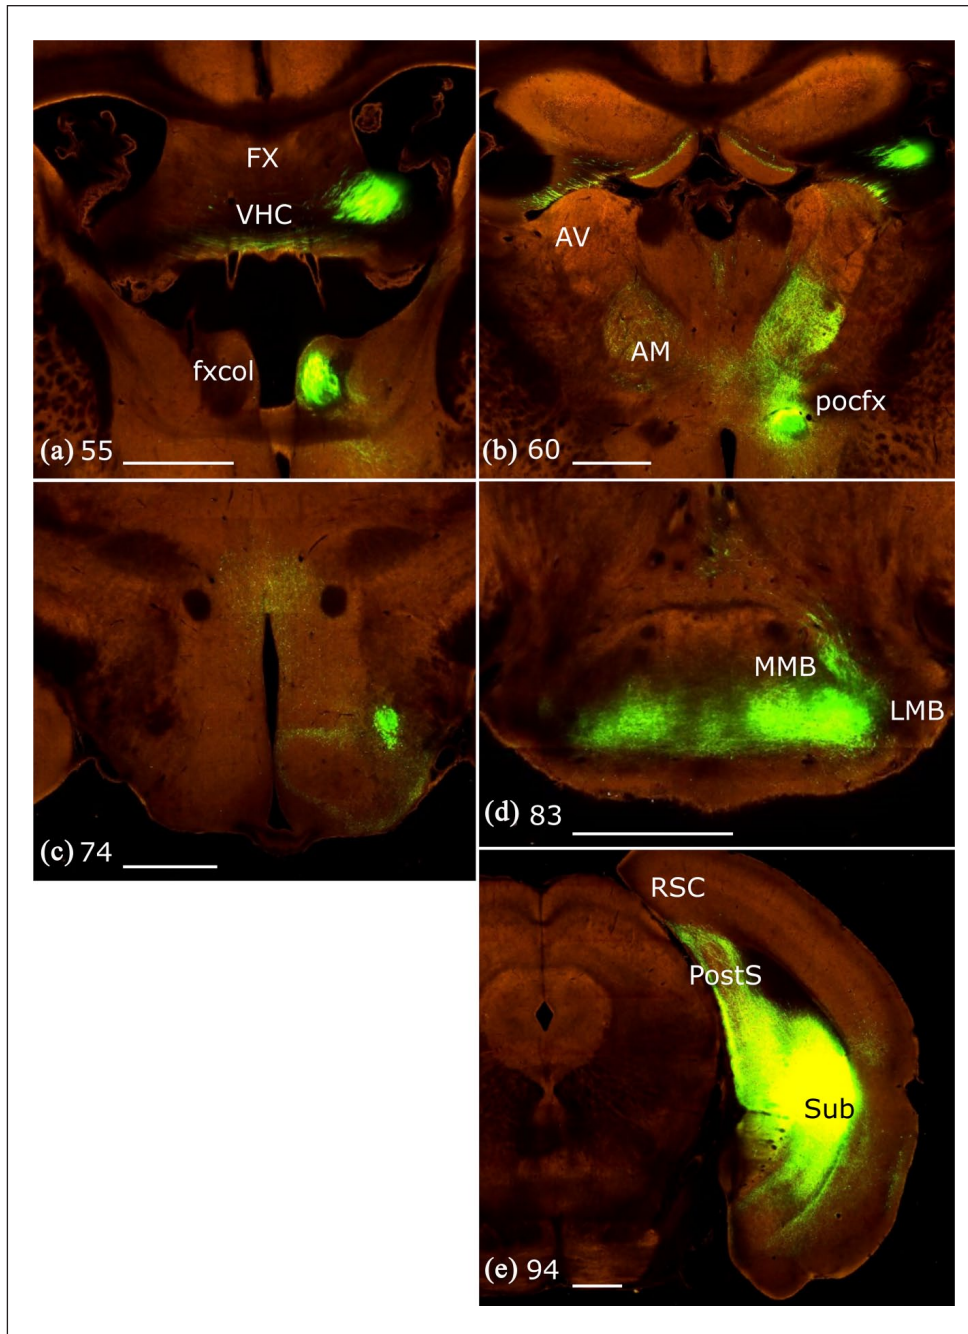 FX
VHC
fxcol
(a) 55
AV
AM
pocfx
(b) 60
(c) 74
MMB
LMB
(d) 83
RSC
PostS
Sub
(e) 94